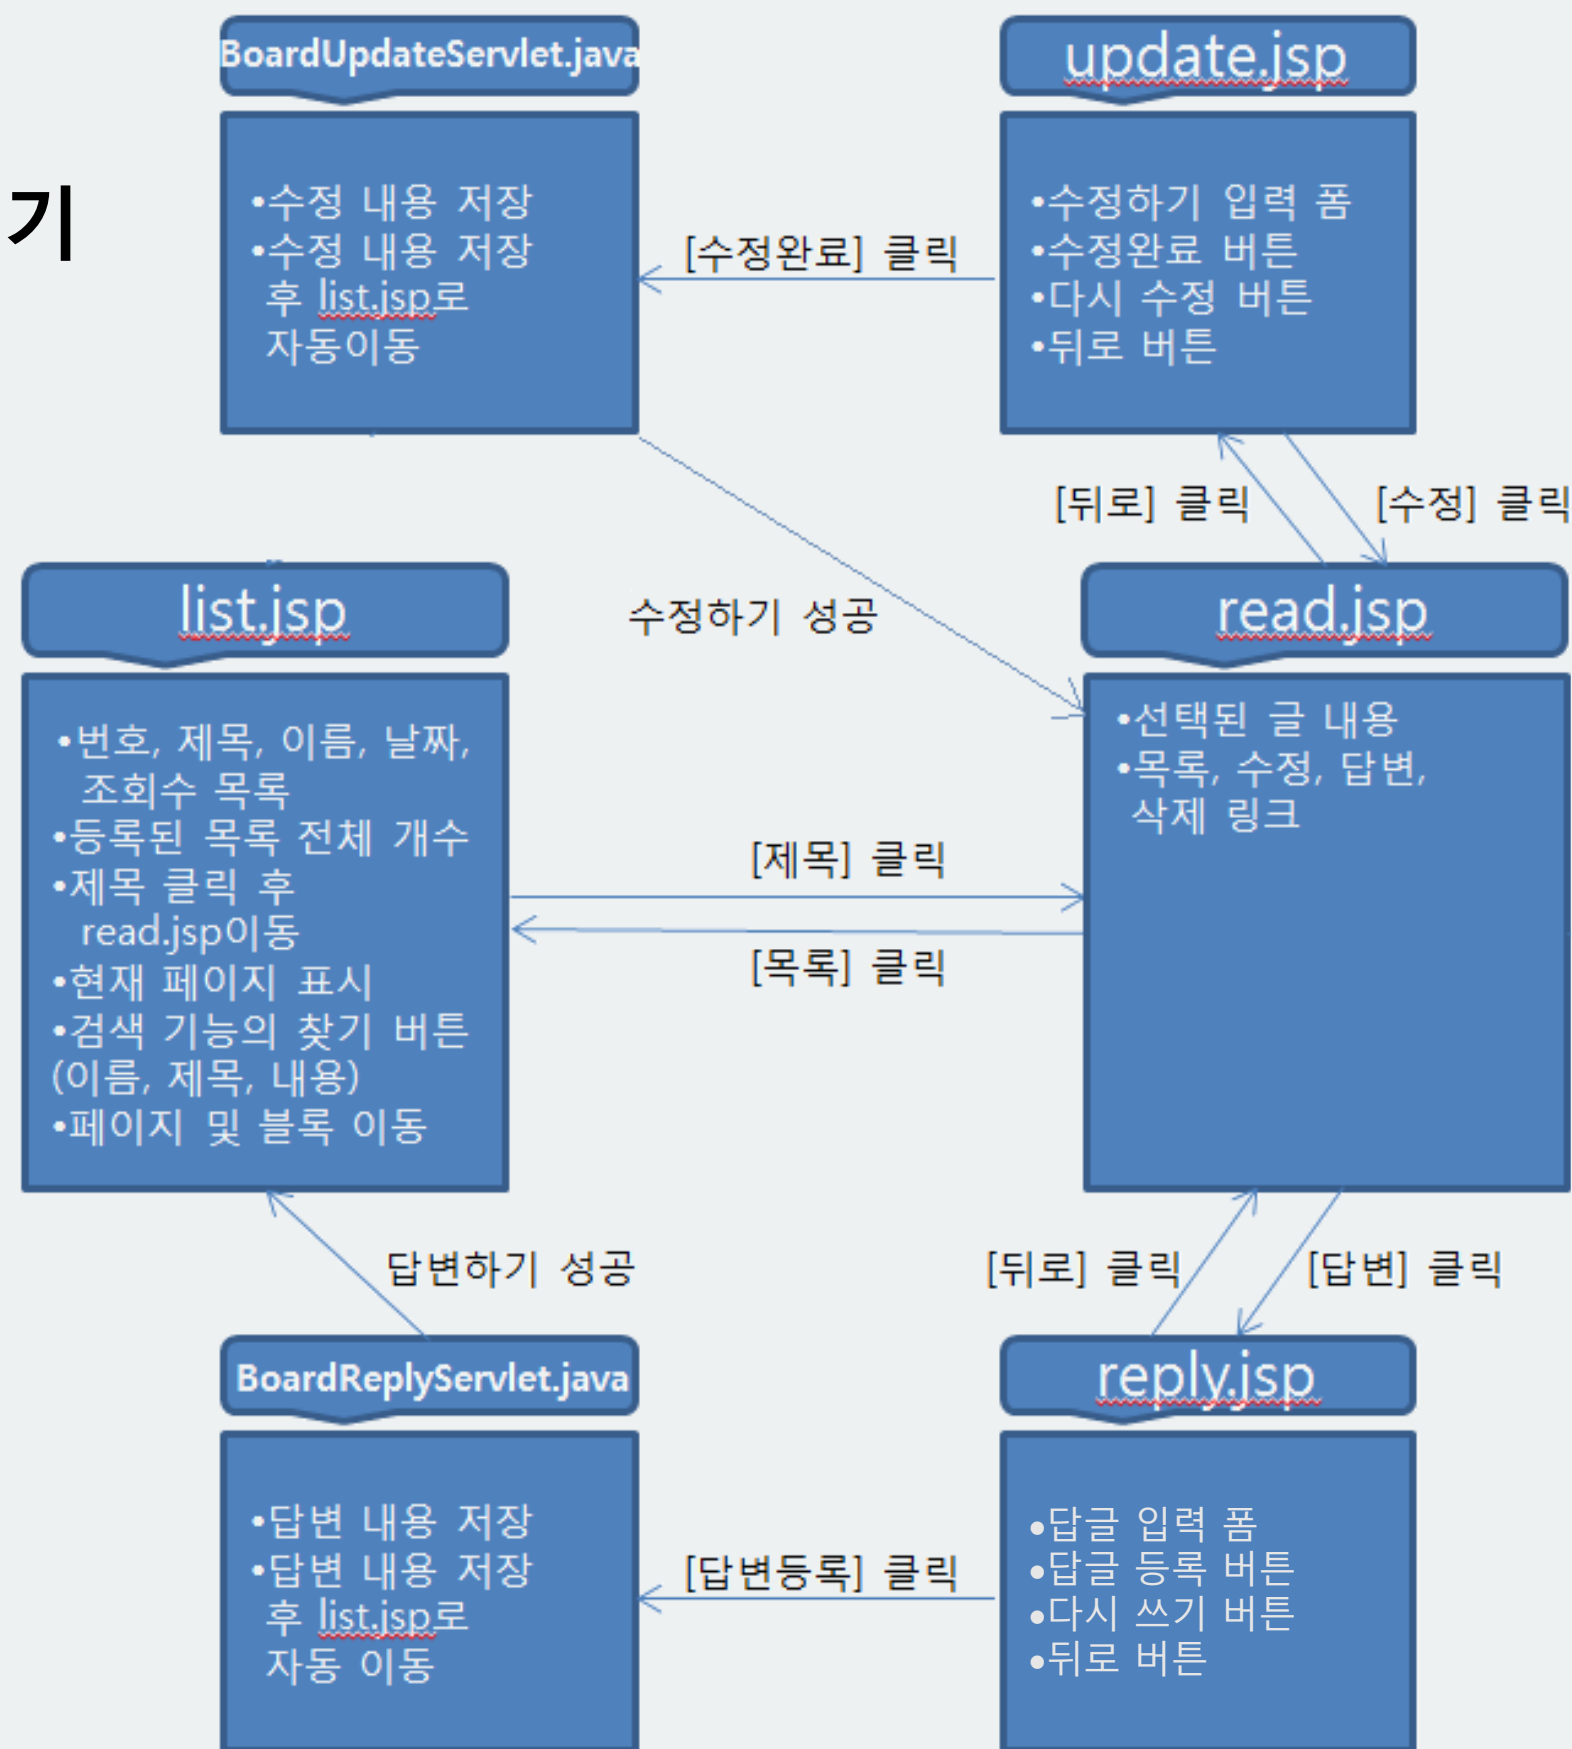 기
BoardUpdateServlet.java
•수정 내용 저장
•수정 내용 저장
후 list.jsp로
자동이동
[수정완료] 클릭
update.jsp
•수정하기 입력 폼
•수정완료 버튼
•다시 수정 버튼
•뒤로 버튼
[뒤로] 클릭
[수정] 클릭
수정하기 성공
list.jsp
•번호, 제목, 이름, 날짜,
조회수 목록
•등록된 목록 전체 개수
•제목 클릭 후
read.jsp이동
•현재 페이지 표시
•검색 기능의 찾기 버튼
(이름, 제목, 내용)
•페이지 및 블록 이동
[제목] 클릭
[목록] 클릭
read.jsp
•선택된 글 내용
•목록, 수정, 답변,
삭제 링크
답변하기 성공
[뒤로] 클릭
[답변] 클릭
BoardReplyServlet.java
•답변 내용 저장
•답변 내용 저장
후 list.jsp로
자동 이동
[답변등록] 클릭
reply.jsp
•답글 입력 폼
•답글 등록 버튼
•다시 쓰기 버튼
•뒤로 버튼